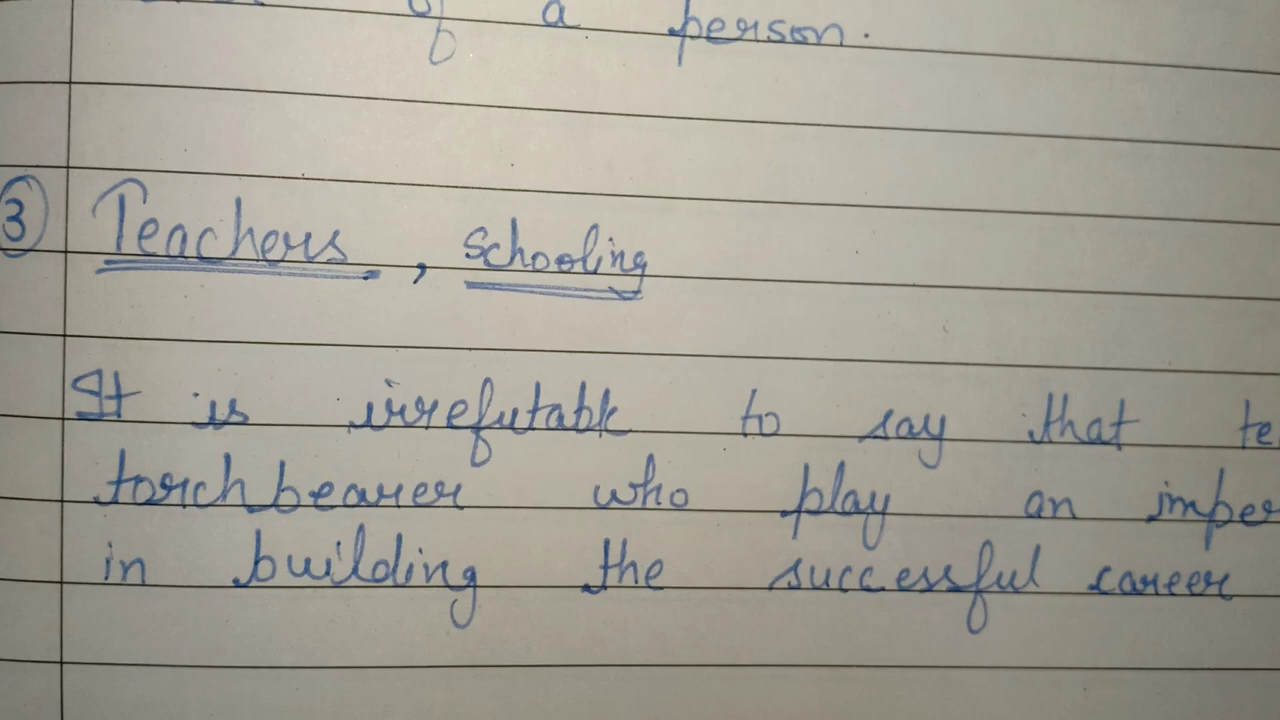 of a person.
③ Teachers, schooling
It is irrefutable to say that te
torchbearer who play an imper
in building the successful career